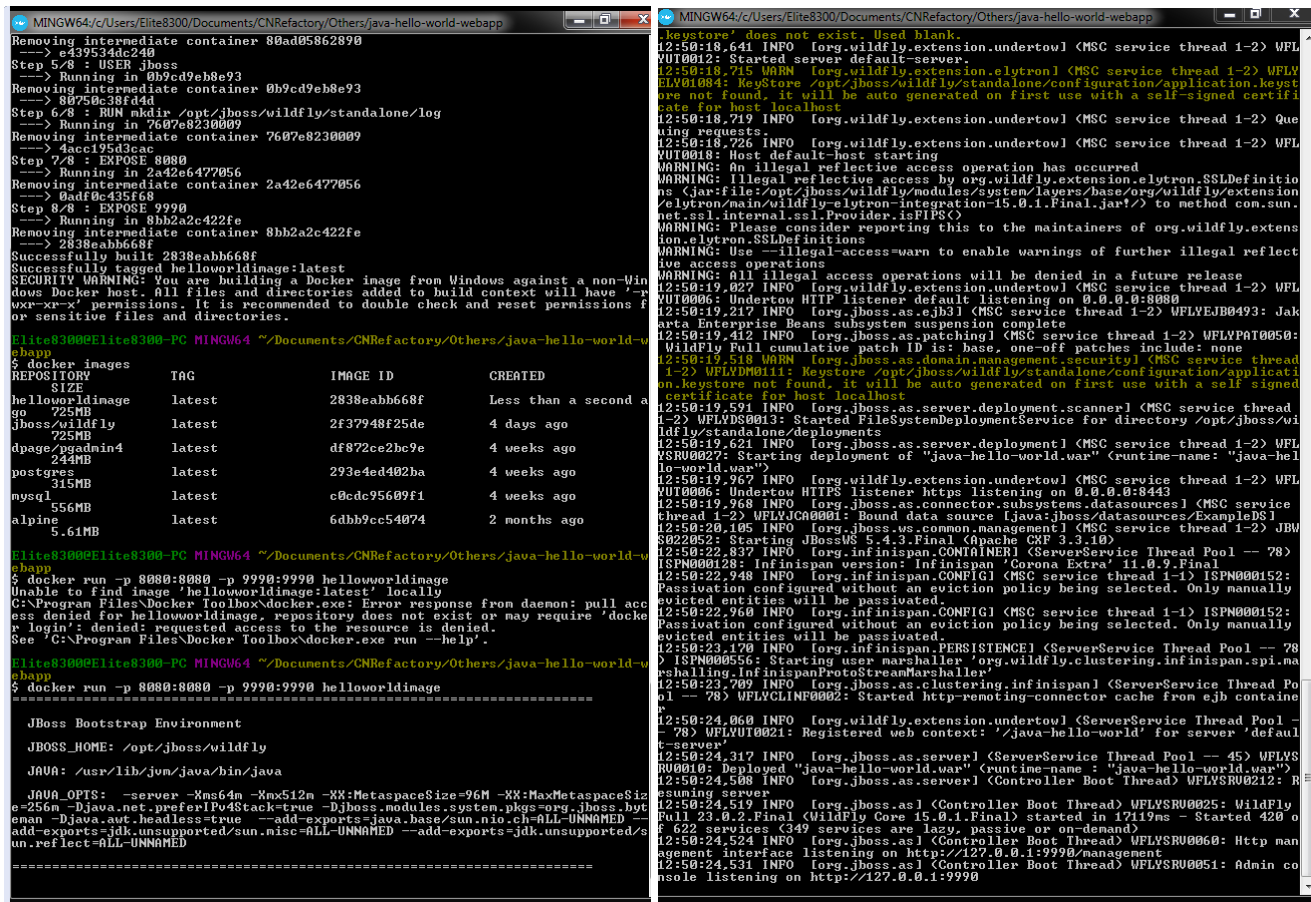 MINGW64:/c/Users/Elite8300/Documents/CNRefactory/Others/java-hello-world-webapp
Removing intermediate container 80ad05862890
 ---> e439534dc240
Step 5/8 : USER jboss
 ---> Running in 0b9cd9eb8e93
Removing intermediate container 0b9cd9eb8e93
 ---> 80750c38fd4d
Step 6/8 : RUN mkdir /opt/jboss/wildfly/standalone/log
 ---> Running in 7607e8230009
Removing intermediate container 7607e8230009
 ---> 4acc195d3cac
Step 7/8 : EXPOSE 8080
 ---> Running in 2a42e6477056
Removing intermediate container 2a42e6477056
 ---> 0adf0c435f68
Step 8/8 : EXPOSE 9990
 ---> Running in 8bb2a2c422fe
Removing intermediate container 8bb2a2c422fe
 ---> 2838eabb668f
Successfully built 2838eabb668f
Successfully tagged helloworldimage:latest
SECURITY WARNING: You are building a Docker image from Windows against a non-Win
dows Docker host. All files and directories added to build context will have '-r
wxr-xr-x' permissions. It is recommended to double check and reset permissions f
or sensitive files and directories.
Elite8300@Elite8300-PC MINGW64 ~/Documents/CNRefactory/Others/java-hello-world-w
ebapp
$ docker images
REPOSITORY TAG IMAGE ID CREATED
SIZE
helloworldimage latest 2838eabb668f Less than a second a
go 725MB
jboss/wildfly latest 2f37948f25de 4 days ago
725MB
dpage/pgadmin4 latest df872ce2bc9e 4 weeks ago
244MB
postgres latest 293e4ed402ba 4 weeks ago
315MB
mysql latest c0cdc95609f1 4 weeks ago
556MB
alpine latest 6dbb9cc54074 2 months ago
5.61MB
Elite8300@Elite8300-PC MINGW64 ~/Documents/CNRefactory/Others/java-hello-world-w
ebapp
$ docker run -p 8080:8080 -p 9990:9990 hellowworldimage
Unable to find image 'hellowworldimage:latest' locally
C:\Program Files\Docker Toolbox\docker.exe: Error response from daemon: pull acc
ess denied for hellowworldimage, repository does not exist or may require 'docke
r login': denied: requested access to the resource is denied.
See 'C:\Program Files\Docker Toolbox\docker.exe run --help'.
Elite8300@Elite8300-PC MINGW64 ~/Documents/CNRefactory/Others/java-hello-world-w
ebapp
$ docker run -p 8080:8080 -p 9990:9990 helloworldimage
=========================================================================
JBoss Bootstrap Environment
JBOSS_HOME: /opt/jboss/wildfly
JAVA: /usr/lib/jvm/java/bin/java
JAVA_OPTS:  -server -Xms64m -Xmx512m -XX:MetaspaceSize=96M -XX:MaxMetaspaceSiz
e=256m -Djava.net.preferIPv4Stack=true -Djboss.modules.system.pkgs=org.jboss.byt
eman -Djava.awt.headless=true  --add-exports=java.base/sun.nio.ch=ALL-UNNAMED --
add-exports=jdk.unsupported/sun.misc=ALL-UNNAMED --add-exports=jdk.unsupported/s
un.reflect=ALL-UNNAMED
=========================================================================
MINGW64:/c/Users/Elite8300/Documents/CNRefactory/Others/java-hello-world-webapp
.keystore' does not exist. Used blank.
12:50:18,641 INFO  [org.wildfly.extension.undertow] (MSC service thread 1-2) WFL
YUT0012: Started server default-server.
12:50:18,715 WARN  [org.wildfly.extension.elytron] (MSC service thread 1-2) WFLY
ELY01084: KeyStore /opt/jboss/wildfly/standalone/configuration/application.keyst
ore not found, it will be auto generated on first use with a self-signed certifi
cate for host localhost
12:50:18,719 INFO  [org.wildfly.extension.undertow] (MSC service thread 1-2) Que
uing requests.
12:50:18,726 INFO  [org.wildfly.extension.undertow] (MSC service thread 1-2) WFL
YUT0018: Host default-host starting
WARNING: An illegal reflective access operation has occurred
WARNING: Illegal reflective access by org.wildfly.extension.elytron.SSLDefinitio
ns (jar:file:/opt/jboss/wildfly/modules/system/layers/base/org/wildfly/extension
/elytron/main/wildfly-elytron-integration-15.0.1.Final.jar!/) to method com.sun.
net.ssl.internal.ssl.Provider.isFIPS()
WARNING: Please consider reporting this to the maintainers of org.wildfly.extens
ion.elytron.SSLDefinitions
WARNING: Use --illegal-access=warn to enable warnings of further illegal reflect
ive access operations
WARNING: All illegal access operations will be denied in a future release
12:50:19,027 INFO  [org.wildfly.extension.undertow] (MSC service thread 1-2) WFL
YUT0006: Undertow HTTP listener default listening on 0.0.0.0:8080
12:50:19,217 INFO  [org.jboss.as.ejb3] (MSC service thread 1-2) WFLYEJB0493: Jak
arta Enterprise Beans subsystem suspension complete
12:50:19,412 INFO  [org.jboss.as.patching] (MSC service thread 1-2) WFLYPAT0050:
 WildFly Full cumulative patch ID is: base, one-off patches include: none
12:50:19,518 WARN  [org.jboss.as.domain.management.security] (MSC service thread
 1-2) WFLYDM0111: Keystore /opt/jboss/wildfly/standalone/configuration/applicati
on.keystore not found, it will be auto generated on first use with a self signed
 certificate for host localhost
12:50:19,591 INFO  [org.jboss.as.server.deployment.scanner] (MSC service thread
1-2) WFLYDS0013: Started FileSystemDeploymentService for directory /opt/jboss/wi
ldfly/standalone/deployments
12:50:19,621 INFO  [org.jboss.as.server.deployment] (MSC service thread 1-2) WFL
YSRV0027: Starting deployment of "java-hello-world.war" (runtime-name: "java-hel
lo-world.war")
12:50:19,967 INFO  [org.wildfly.extension.undertow] (MSC service thread 1-2) WFL
YUT0006: Undertow HTTPS listener https listening on 0.0.0.0:8443
12:50:19,968 INFO  [org.jboss.as.connector.subsystems.datasources] (MSC service
thread 1-2) WFLYJCA0001: Bound data source [java:jboss/datasources/ExampleDS]
12:50:20,105 INFO  [org.jboss.ws.common.management] (MSC service thread 1-2) JBW
S022052: Starting JBossWS 5.4.3.Final (Apache CXF 3.3.10)
12:50:22,837 INFO  [org.infinispan.CONTAINER] (ServerService Thread Pool -- 78)
ISPN000128: Infinispan version: Infinispan 'Corona Extra' 11.0.9.Final
12:50:22,948 INFO  [org.infinispan.CONFIG] (MSC service thread 1-1) ISPN000152:
Passivation configured without an eviction policy being selected. Only manually
evicted entities will be passivated.
12:50:22,960 INFO  [org.infinispan.CONFIG] (MSC service thread 1-1) ISPN000152:
Passivation configured without an eviction policy being selected. Only manually
evicted entities will be passivated.
12:50:23,170 INFO  [org.infinispan.PERSISTENCE] (ServerService Thread Pool -- 78
) ISPN000556: Starting user marshaller 'org.wildfly.clustering.infinispan.spi.ma
rshalling.InfinispanProtoStreamMarshaller'
12:50:23,709 INFO  [org.jboss.as.clustering.infinispan] (ServerService Thread Po
ol -- 78) WFLYCLINF0002: Started http-remoting-connector cache from ejb containe
r
12:50:24,060 INFO  [org.wildfly.extension.undertow] (ServerService Thread Pool -
- 78) WFLYUT0021: Registered web context: '/java-hello-world' for server 'defaul
t-server'
12:50:24,317 INFO  [org.jboss.as.server] (ServerService Thread Pool -- 45) WFLYS
RV0010: Deployed "java-hello-world.war" (runtime-name : "java-hello-world.war")
12:50:24,508 INFO  [org.jboss.as.server] (Controller Boot Thread) WFLYSRV0212: R
esuming server
12:50:24,519 INFO  [org.jboss.as] (Controller Boot Thread) WFLYSRV0025: WildFly
Full 23.0.2.Final (WildFly Core 15.0.1.Final) started in 17119ms - Started 420 o
f 622 services (349 services are lazy, passive or on-demand)
12:50:24,524 INFO  [org.jboss.as] (Controller Boot Thread) WFLYSRV0060: Http man
agement interface listening on http://127.0.0.1:9990/management
12:50:24,531 INFO  [org.jboss.as] (Controller Boot Thread) WFLYSRV0051: Admin co
nsole listening on http://127.0.0.1:9990